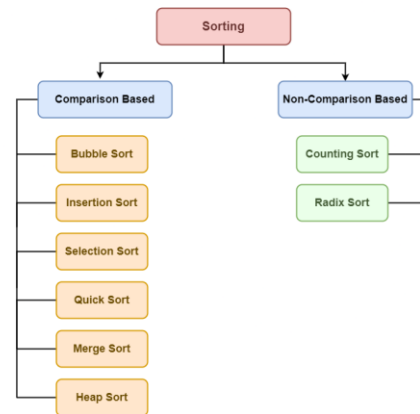 Sorting
Comparison Based
Non-Comparison Based
Bubble Sort
Counting Sort
Insertion Sort
Radix Sort
Selection Sort
Quick Sort
Merge Sort
Heap Sort